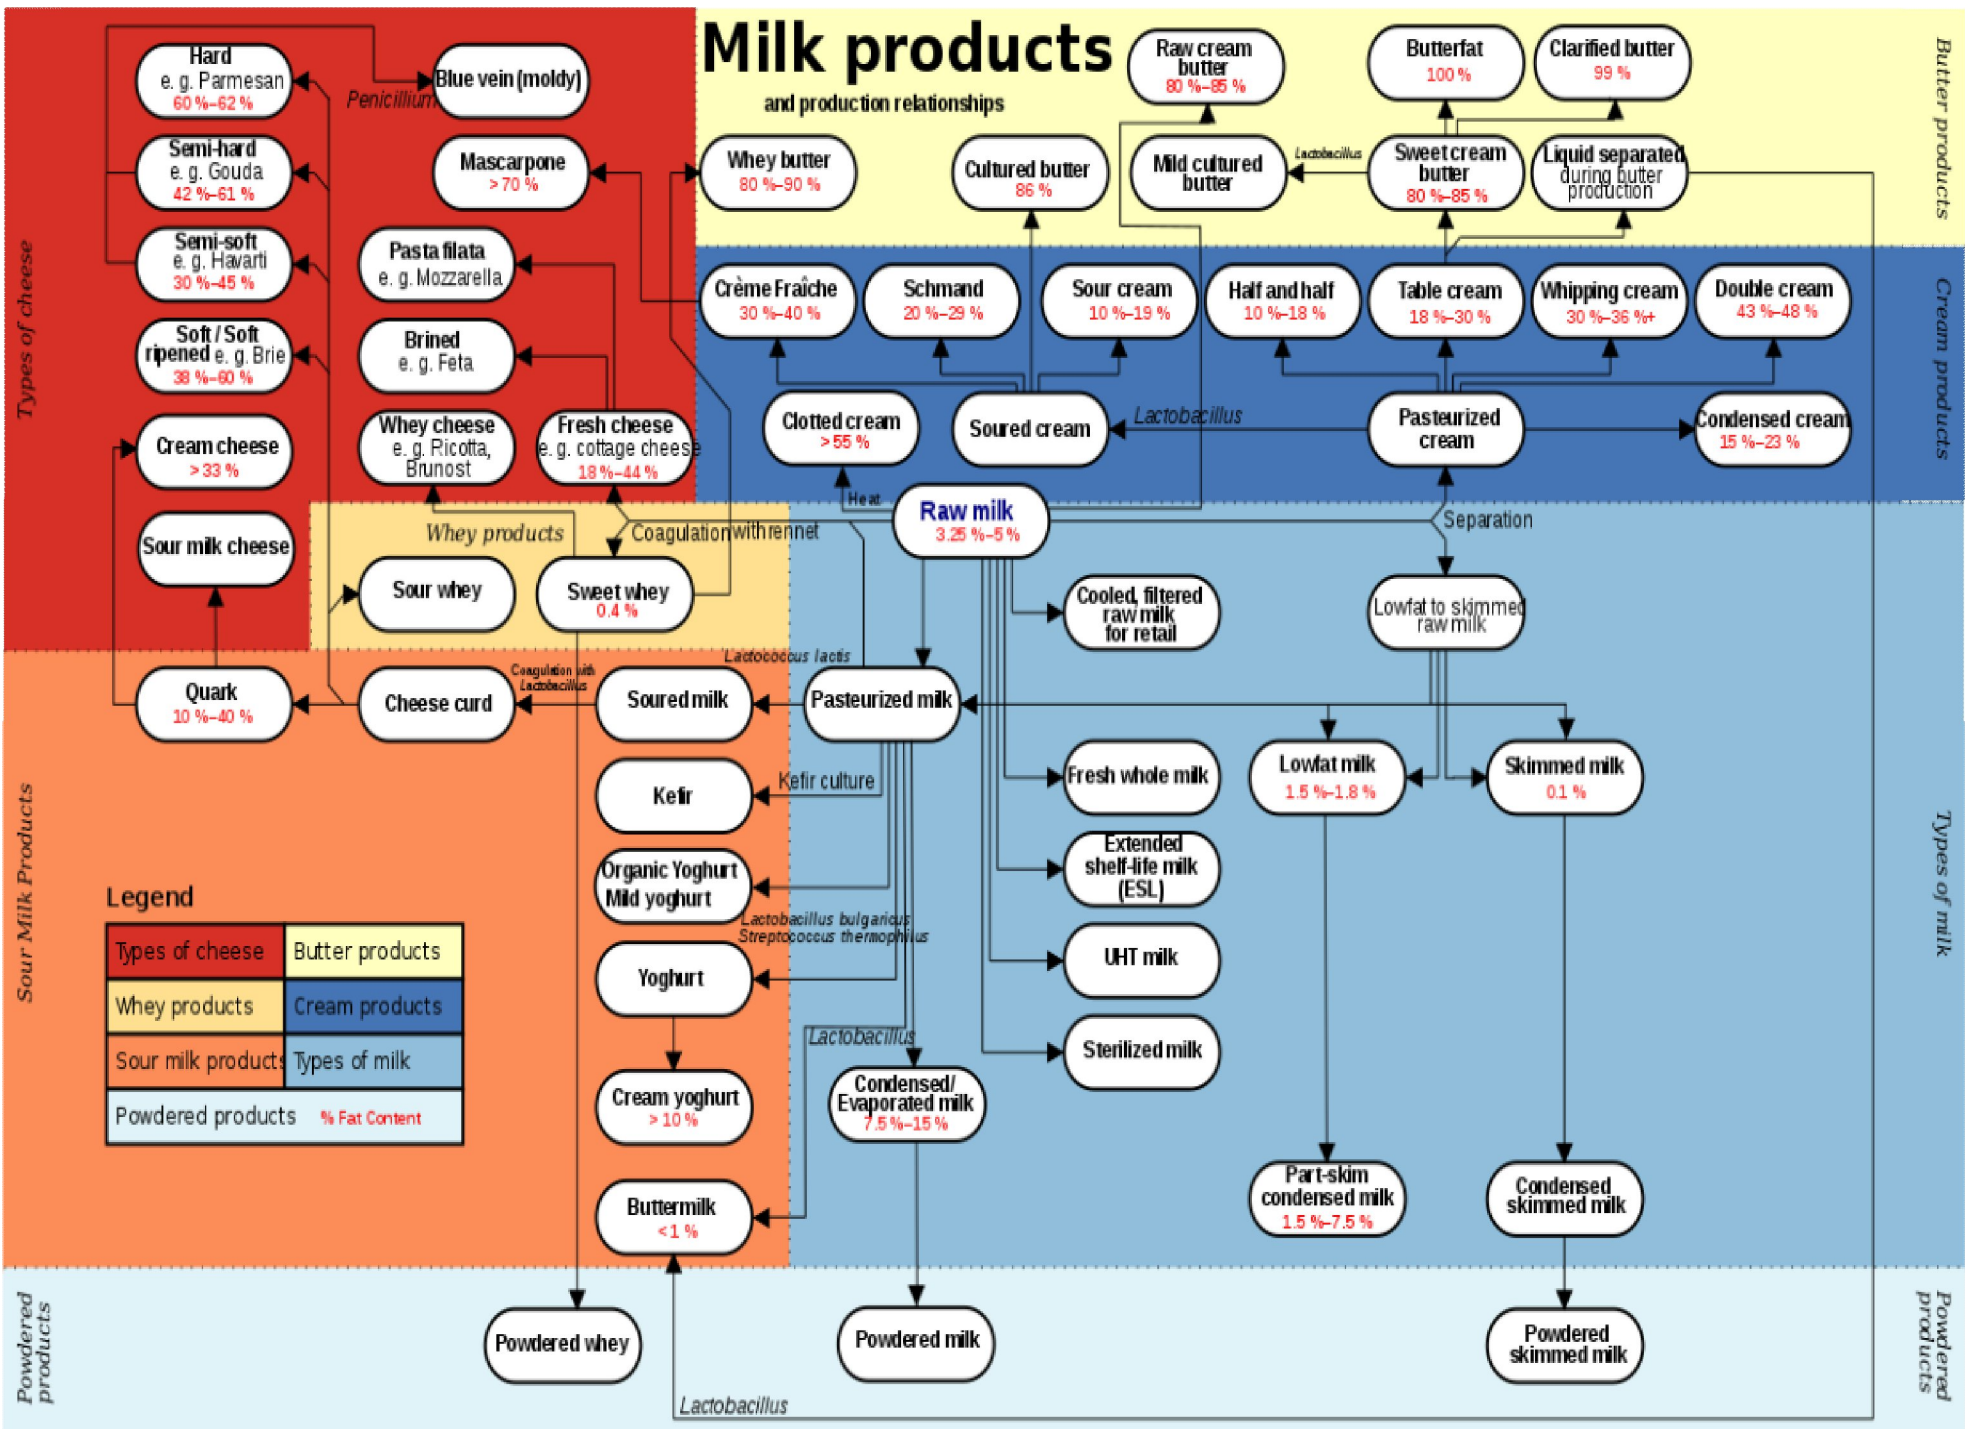 Milk products
and production relationships
Types of cheese
Hard
e. g. Parmesan
60 %–62 %
Blue vein (moldy)
Penicillium
Semi-hard
e. g. Gouda
42 %–61 %
Mascarpone
> 70 %
Semi-soft
e. g. Havarti
30 %–45 %
Pasta filata
e. g. Mozzarella
Soft / Soft
ripened e. g. Brie
38 %–60 %
Brined
e. g. Feta
Cream cheese
> 33 %
Whey cheese
e. g. Ricotta,
Brunost
Fresh cheese
e. g. cottage cheese
18 %–44 %
Sour milk cheese
Butter products
Raw cream
butter
80 %–85 %
Butterfat
100 %
Clarified butter
99 %
Whey butter
80 %–90 %
Cultured butter
86 %
Mild cultured
butter
Lactobacillus
Sweet cream
butter
80 %–85 %
Liquid separated
during butter
production
Cream products
Crème Fraîche
30 %–40 %
Schmand
20 %–29 %
Sour cream
10 %–19 %
Half and half
10 %–18 %
Table cream
18 %–30 %
Whipping cream
30 %–36 %+
Double cream
43 %–48 %
Clotted cream
> 55 %
Soured cream
Lactobacillus
Pasteurized
cream
Condensed cream
15 %–23 %
Heat
Whey products
Coagulation with rennet
Sour whey
Sweet whey
0.4 %
Raw milk
3.25 %–5 %
Separation
Types of milk
Cooled, filtered
raw milk
for retail
Lowfat to skimmed
raw milk
Sour Milk Products
Quark
10 %–40 %
Cheese curd
Coagulation with
Lactobacillus
Soured milk
Lactococcus lactis
Pasteurized milk
Kefir
Kefir culture
Fresh whole milk
Lowfat milk
1.5 %–1.8 %
Skimmed milk
0.1 %
Organic Yoghurt
Mild yoghurt
Extended
shelf-life milk
(ESL)
Lactobacillus bulgaricus
Streptococcus thermophilus
Yoghurt
UHT milk
Lactobacillus
Sterilized milk
Cream yoghurt
> 10 %
Condensed/
Evaporated milk
7.5 %–15 %
Buttermilk
< 1 %
Part-skim
condensed milk
1.5 %–7.5 %
Condensed
skimmed milk
Legend
Types of cheese
Butter products
Whey products
Cream products
Sour milk products
Types of milk
Powdered products
% Fat Content
Powdered
products
Powdered whey
Powdered milk
Powdered
skimmed milk
Powdered
products
Lactobacillus